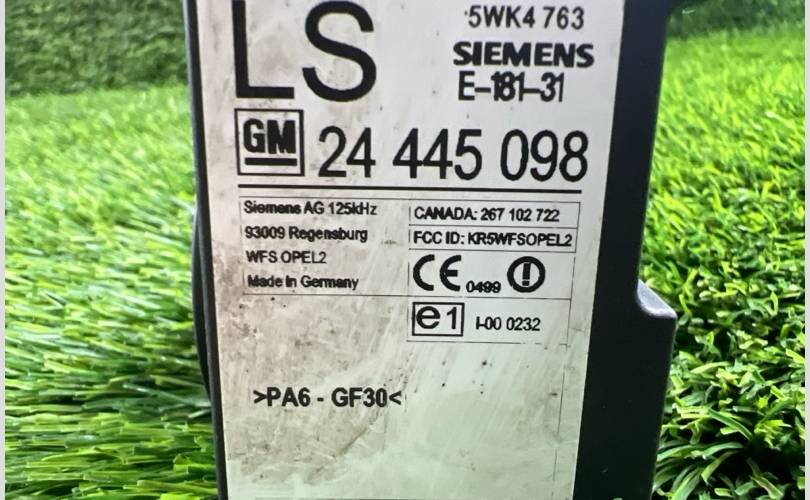 LS
5WK4 763
SIEMENS
E-181-31
GM 24 445 098
Siemens AG 125kHz
93009 Regensburg
WFS OPEL2
Made In Germany
CANADA: 267 102 722
FCC ID: KR5WFSOPEL2
CE 0499
e1 I-00 0232
>PA6 - GF30<